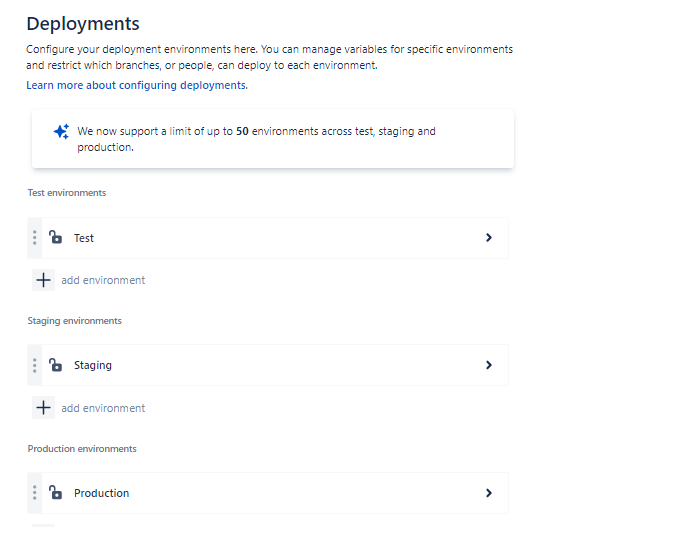 Deployments
Configure your deployment environments here. You can manage variables for specific environments
and restrict which branches, or people, can deploy to each environment.
Learn more about configuring deployments.
We now support a limit of up to 50 environments across test, staging and
production.
Test environments
Test
add environment
Staging environments
Staging
add environment
Production environments
Production